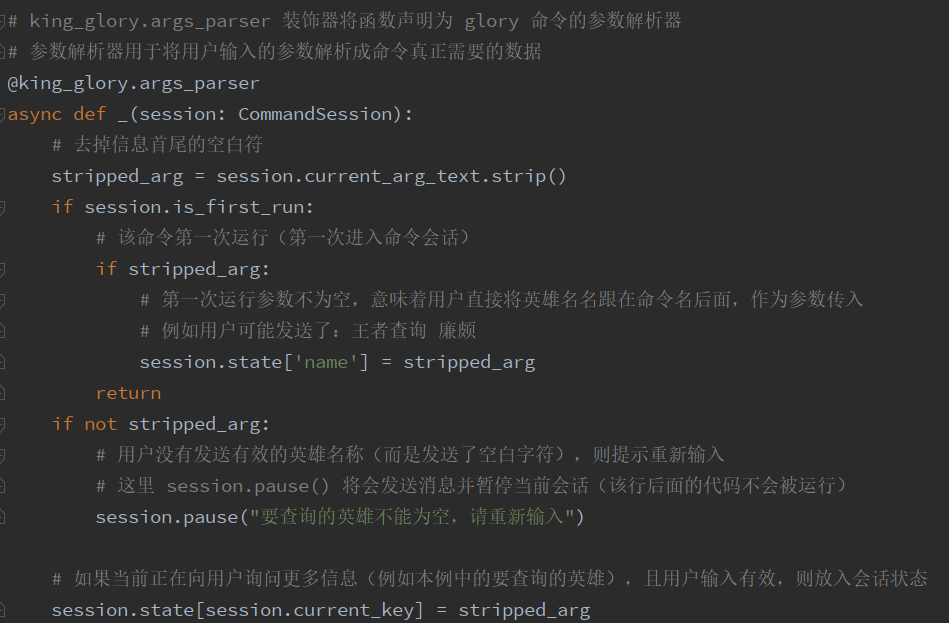 # king_glory.args_parser 装饰器将函数声明为 glory 命令的参数解析器
# 参数解析器用于将用户输入的参数解析成命令真正需要的数据
@king_glory.args_parser
async def _(session: CommandSession):
    # 去掉信息首尾的空白符
    stripped_arg = session.current_arg_text.strip()
    if session.is_first_run:
        # 该命令第一次运行（第一次进入命令会话）
        if stripped_arg:
            # 第一次运行参数不为空，意味着用户直接将英雄名名跟在命令名后面，作为参数传入
            # 例如用户可能发送了：王者查询 廉颇
            session.state['name'] = stripped_arg
        return
    if not stripped_arg:
        # 用户没有发送有效的英雄名称（而是发送了空白字符），则提示重新输入
        # 这里 session.pause() 将会发送消息并暂停当前会话（该行后面的代码不会被运行）
        session.pause("要查询的英雄不能为空，请重新输入")
    # 如果当前正在向用户询问更多信息（例如本例中的要查询的英雄），且用户输入有效，则放入会话状态
    session.state[session.current_key] = stripped_arg